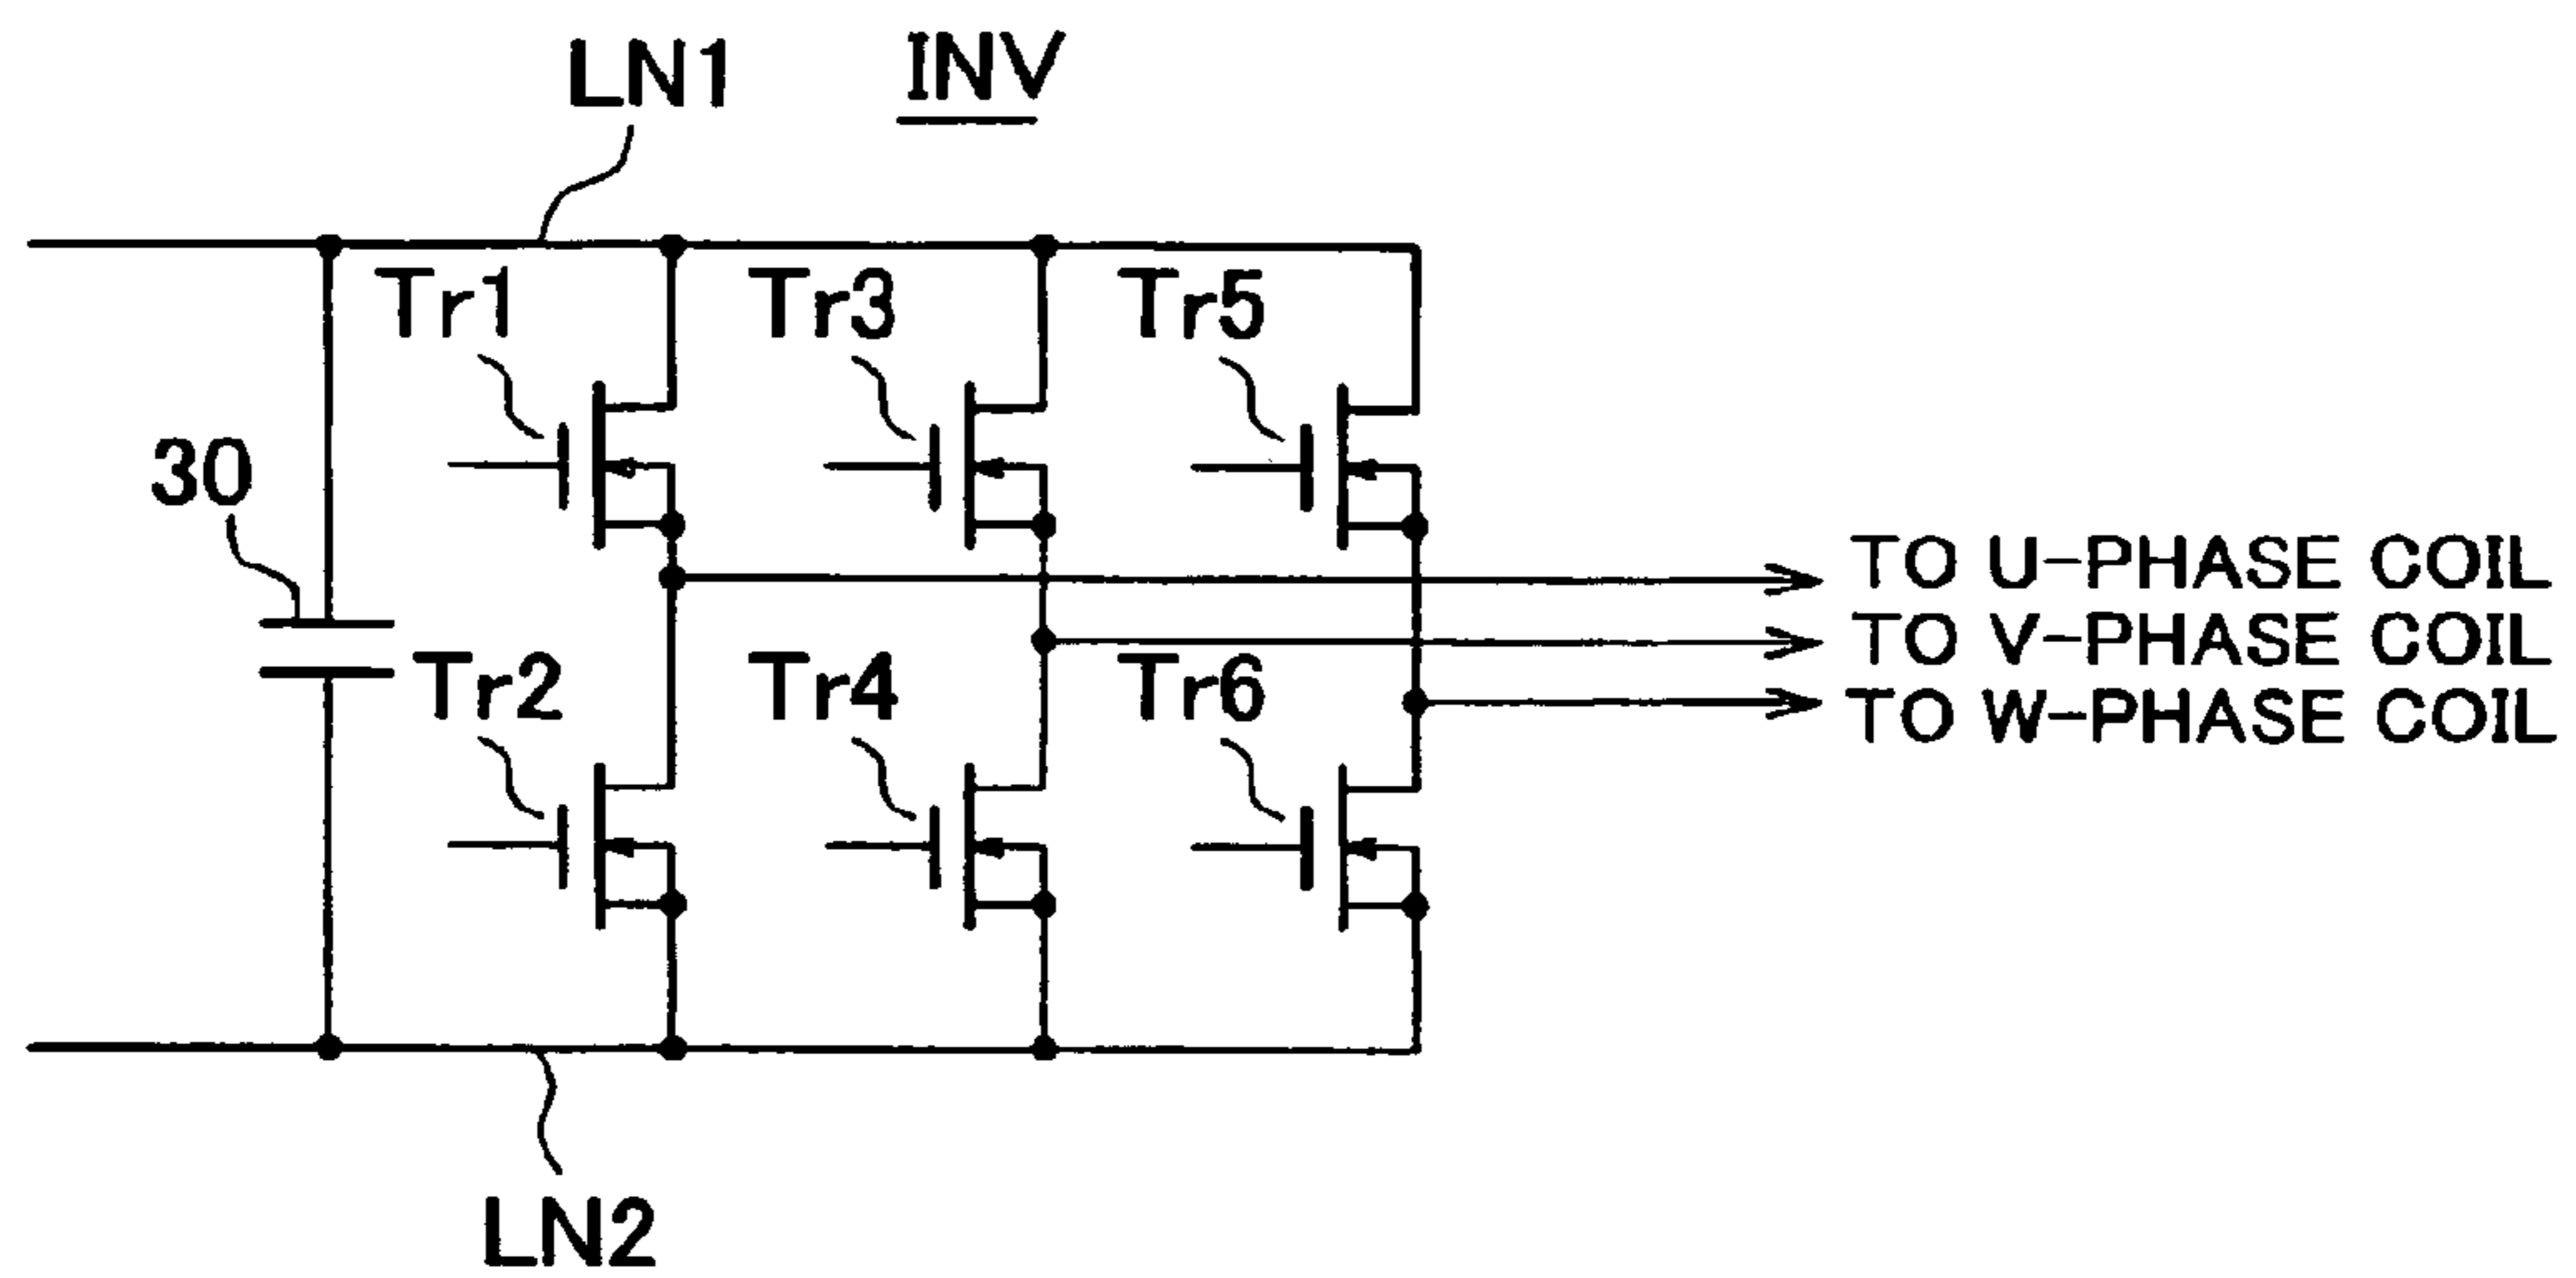 LN1
INV
Tr1
Tr3
Tr5
30
TO U-PHASE COIL
TO V-PHASE COIL
TO W-PHASE COIL
Tr2
Tr4
Tr6
LN2